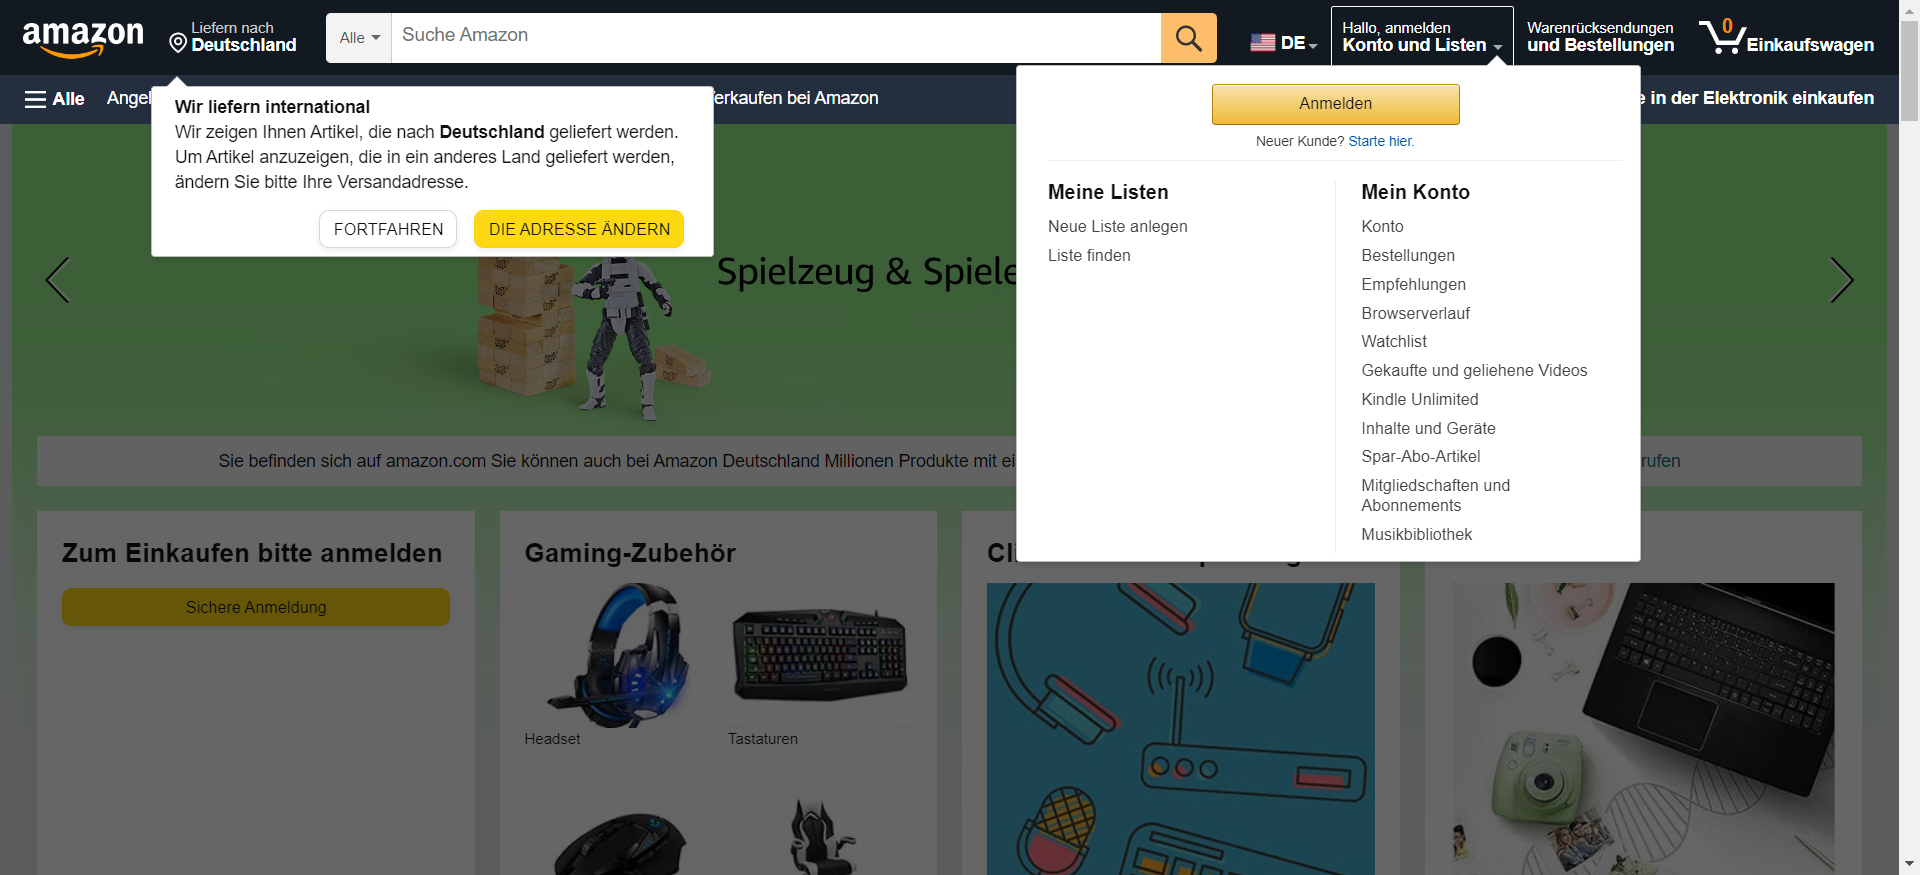 amazon
Liefern nach
Deutschland
Alle
Suche Amazon
DE
Hallo, anmelden
Konto und Listen
Warenrücksendungen
und Bestellungen
0
Einkaufswagen
Alle
Angel
erkaufen bei Amazon
e in der Elektronik einkaufen
Wir liefern international
Wir zeigen Ihnen Artikel, die nach Deutschland geliefert werden.
Um Artikel anzuzeigen, die in ein anderes Land geliefert werden,
ändern Sie bitte Ihre Versandadresse.
FORTFAHREN
DIE ADRESSE ÄNDERN
Anmelden
Neuer Kunde? Starte hier.
Meine Listen
Neue Liste anlegen
Liste finden
Mein Konto
Konto
Bestellungen
Empfehlungen
Browserverlauf
Watchlist
Gekaufte und geliehene Videos
Kindle Unlimited
Inhalte und Geräte
Spar-Abo-Artikel
Mitgliedschaften und
Abonnements
Musikbibliothek
Spielzeug & Spiele
Sie befinden sich auf amazon.com Sie können auch bei Amazon Deutschland Millionen Produkte mit ei
rufen
Zum Einkaufen bitte anmelden
Sichere Anmeldung
Gaming-Zubehör
Headset
Tastaturen